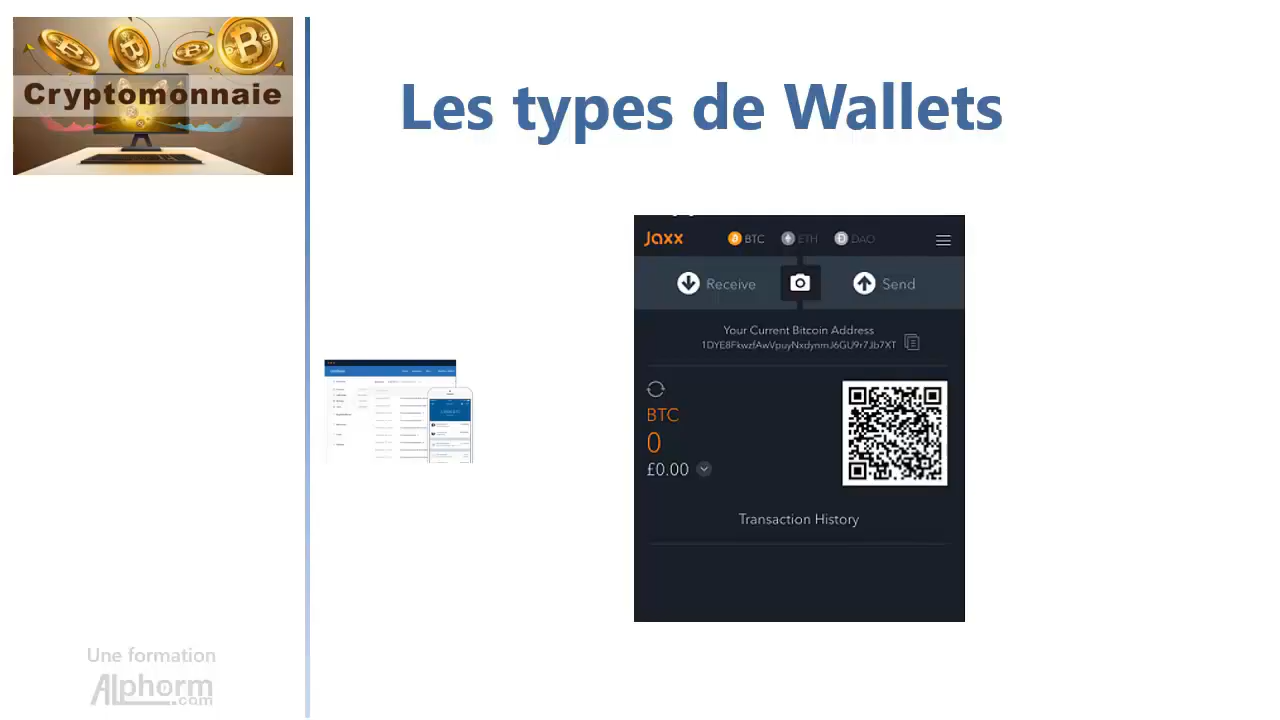 Cryptomonnaie
Les types de Wallets
Jaxx
BTC
ETH
DAO
Receive
Send
Your Current Bitcoin Address
1DYE8FkwzfAwVpuyNxdynmJ6GU9r7Jb7XT
BTC
0
£0.00
Transaction History
Une formation
Alphorm
.com